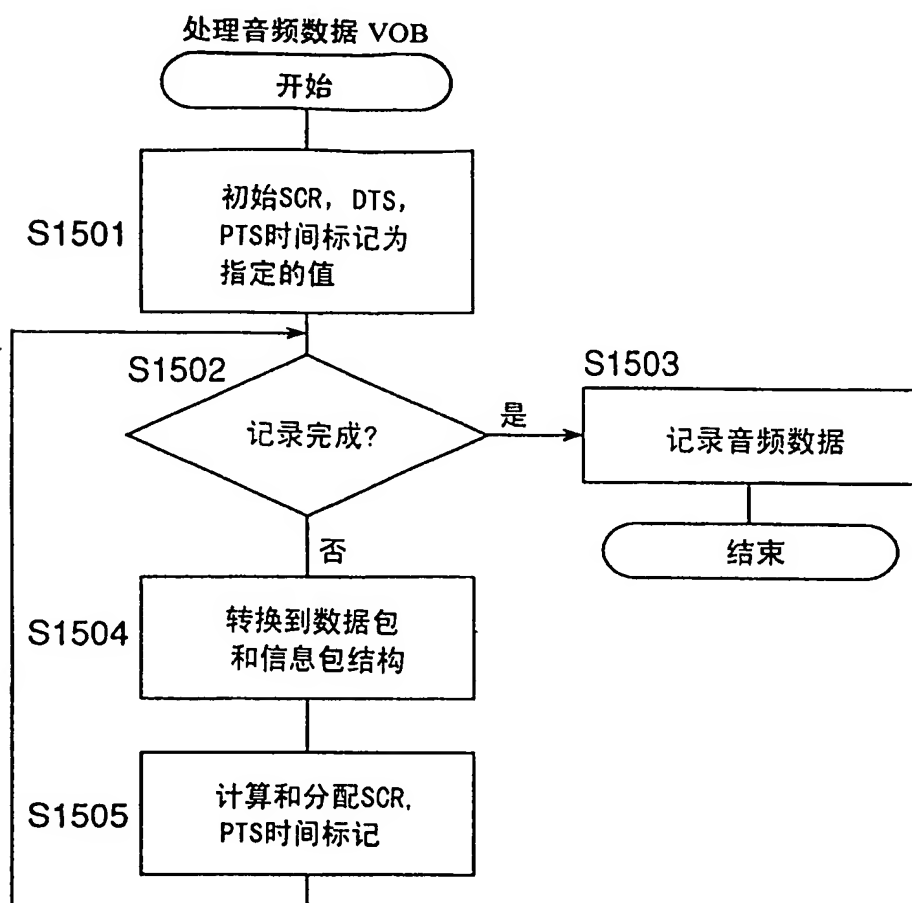 处理音频数据 VOB
开始
S1501
初始SCR, DTS,
PTS时间标记为
指定的值
S1502
记录完成?
是
S1503
记录音频数据
结束
否
S1504
转换到数据包
和信息包结构
S1505
计算和分配SCR,
PTS时间标记